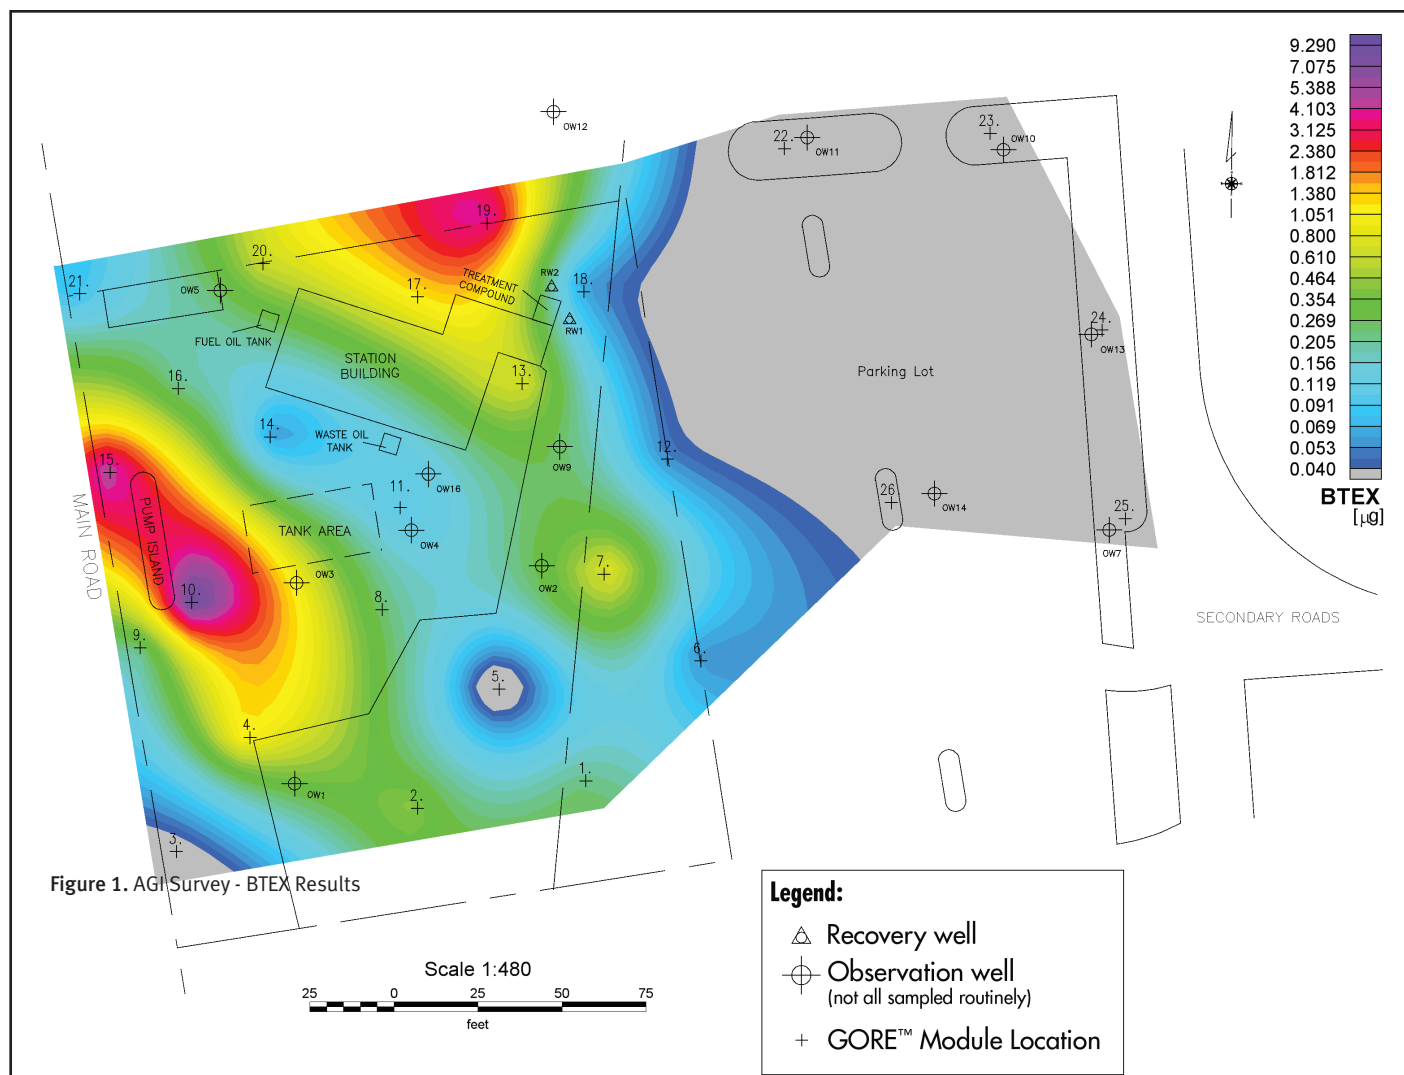 9.290
7.075
5.388
4.103
3.125
2.380
1.812
1.380
1.051
0.800
0.610
0.464
0.354
0.269
0.205
0.156
0.119
0.091
0.069
0.053
0.040
BTEX
[µg]
OW12
22.
OW11
23.
OW10
19.
20.
21.
OW5
17.
TREATMENT
COMPOUND
RW2
18.
RW1
FUEL OIL TANK
STATION
BUILDING
24.
OW13
Parking Lot
16.
13.
14.
WASTE OIL
TANK
OW9
12.
15.
OW16
11.
26
OW14
MAIN ROAD
PUMP ISLAND
TANK AREA
OW4
25.
OW7
OW3
OW2
7.
10.
8.
9.
SECONDARY ROADS
6.
5.
4.
OW1
2.
1.
3.
Figure 1. AGI Survey - BTEX Results
Scale 1:480
25 0 25 50 75
feet
Legend:
Recovery well
Observation well
(not all sampled routinely)
GORE™ Module Location